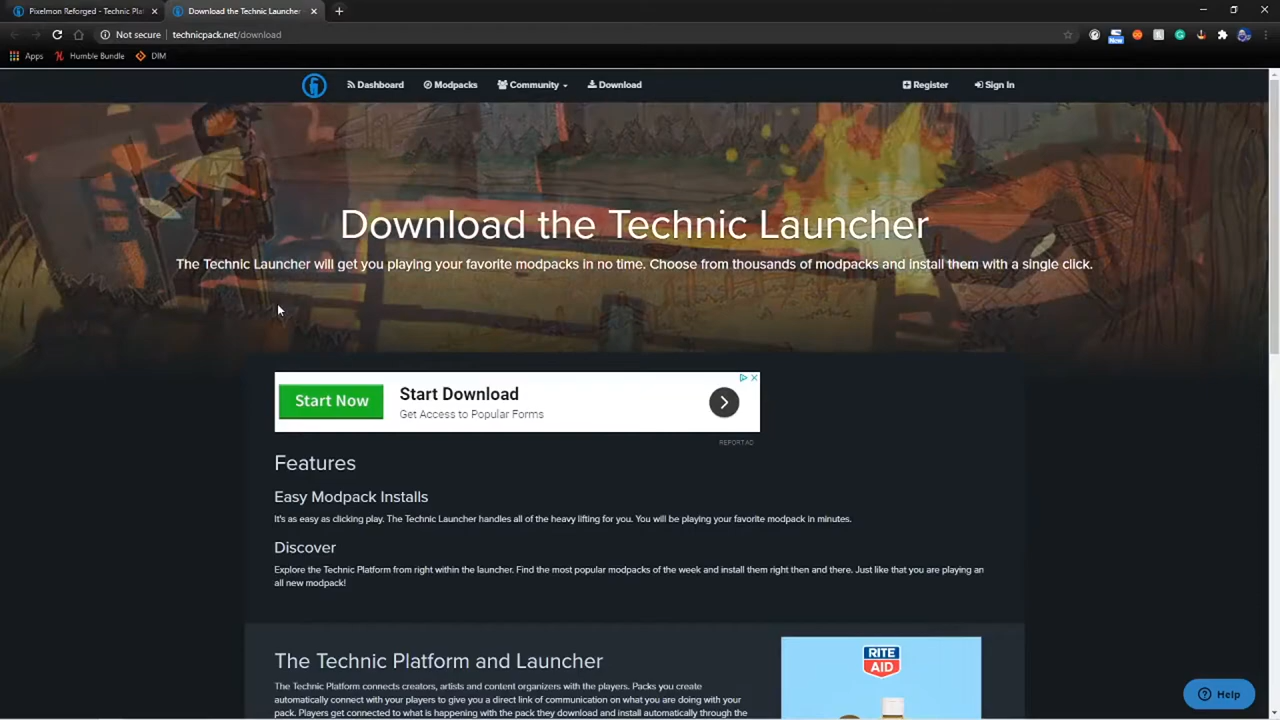 Pixelmon Reforged - Technic Plat
Download the Technic Launcher
Not secure
technicpack.net/download
New
Apps
Humble Bundle
DIM
Dashboard
Modpacks
Community
Download
Register
Sign In
Download the Technic Launcher
The Technic Launcher will get you playing your favorite modpacks in no time. Choose from thousands of modpacks and install them with a single click.
Start Now
Start Download
Get Access to Popular Forms
REPORT AD
Features
Easy Modpack Installs
It's as easy as clicking play. The Technic Launcher handles all of the heavy lifting for you. You will be playing your favorite modpack in minutes.
Discover
Explore the Technic Platform from right within the launcher. Find the most popular modpacks of the week and install them right then and there. Just like that you are playing an
all new modpack!
The Technic Platform and Launcher
The Technic Platform connects creators, artists and content organizers with the players. Packs you create
automatically connect with your players to give you a direct link of communication on what you are doing with your
pack. Players get connected to what is happening with the pack they download and install automatically through the
RITE
AID
Help